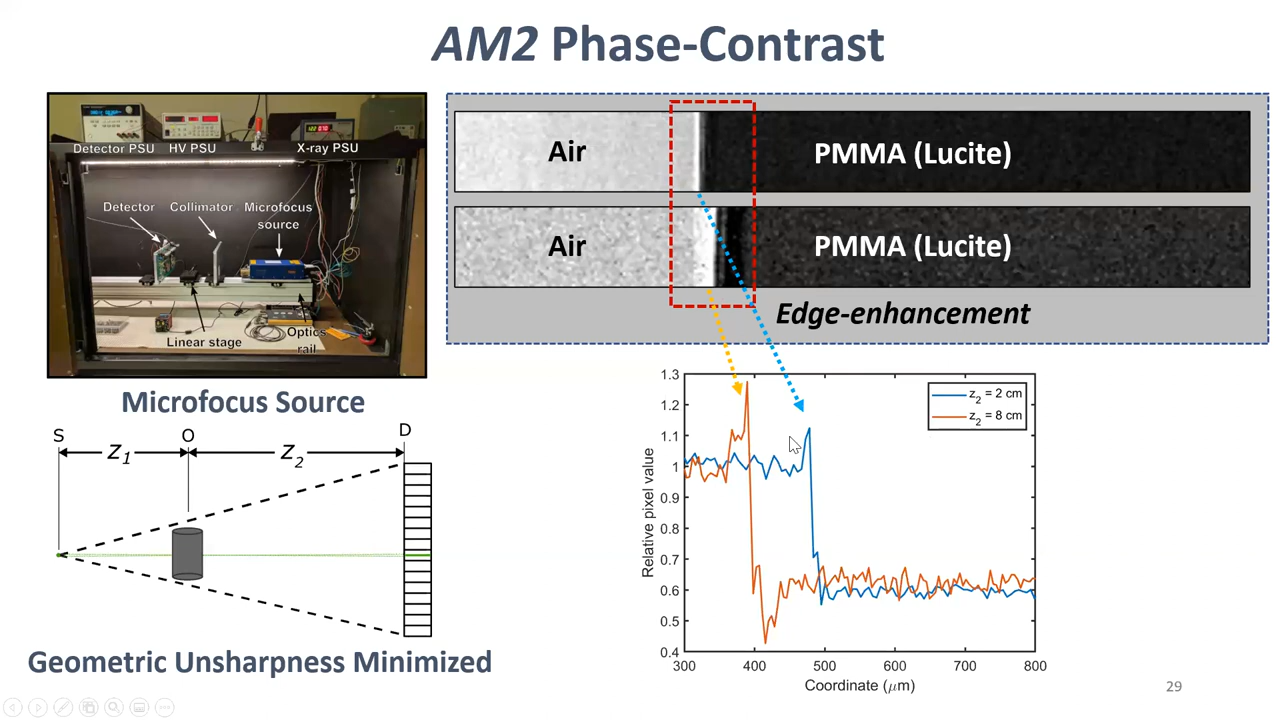 AM2 Phase-Contrast
Detector PSU HV PSU X-ray PSU
Detector Collimator Microfocus source
Linear stage Optics rail
Microfocus Source
S O D
z₁ z₂
Geometric Unsharpness Minimized
Air PMMA (Lucite)
Air PMMA (Lucite)
Edge-enhancement
z₂ = 2 cm
z₂ = 8 cm
Relative pixel value
1.3
1.2
1.1
1
0.9
0.8
0.7
0.6
0.5
0.4
300 400 500 600 700 800
Coordinate (μm)
29